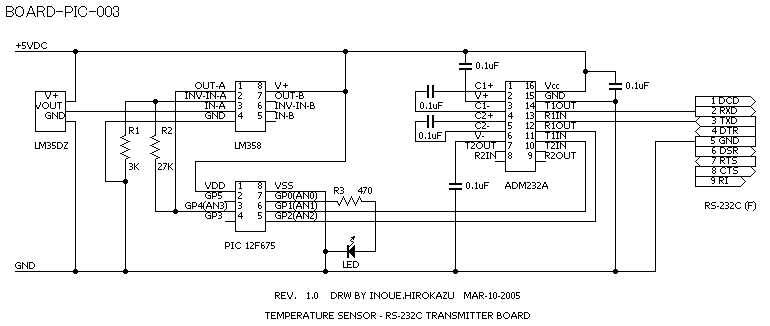 BOARD-PIC-003
+5VDC
0.1uF
0.1uF
V+
VOUT
GND
LM35DZ
OUT-A 1 8 V+
INV-IN-A 2 7 OUT-B
IN-A 3 6 INV-IN-B
GND 4 5 IN-B
LM358
C1+ 1 16 Vcc
V+ 2 15 GND
C1- 3 14 T1OUT
C2+ 4 13 R1IN
C2- 5 12 R1OUT
V- 6 11 T1IN
T2OUT 7 10 T2IN
R2IN 8 9 R2OUT
ADM232A
0.1uF
0.1uF
0.1uF
1 DCD
2 RXD
3 TXD
4 DTR
5 GND
6 DSR
7 RTS
8 CTS
9 RI
RS-232C (F)
R1
3K
R2
27K
VDD 1 8 VSS
GP5 2 7 GP0(AN0)
GP4(AN3) 3 6 GP1(AN1)
GP3 4 5 GP2(AN2)
PIC 12F675
R3 470
LED
GND
REV. 1.0 DRW BY INOUE.HIROKAZU MAR-10-2005
TEMPERATURE SENSOR - RS-232C TRANSMITTER BOARD